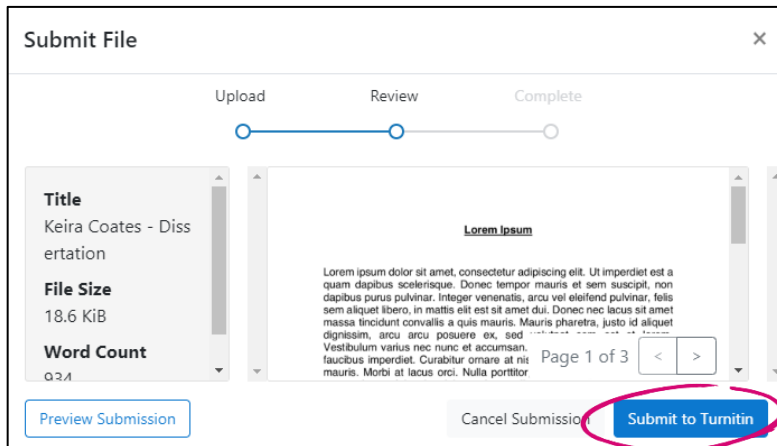 Submit File
×
Upload Review Complete
Title
Keira Coates - Diss
ertation
File Size
18.6 KiB
Word Count
934
Lorem Ipsum
Lorem ipsum dolor sit amet, consectetur adipiscing elit. Ut imperdiet est a
quam dapibus scelerisque. Donec tempor mauris et sem suscipit, non
dapibus purus pulvinar. Integer venenatis, arcu vel eleifend pulvinar, felis
sem aliquet libero, in mattis elit est sit amet dui. Donec nec lacus sit amet
massa tincidunt convallis a quis mauris. Mauris pharetra, justo id aliquet
dignissim, arcu arcu posuere ex, sed
Vestibulum varius nec nunc et accumsan.
faucibus imperdiet. Curabitur ornare at nis
mauris. Morbi at lacus orci. Nulla porttitor
Page 1 of 3 < >
Preview Submission Cancel Submission Submit to Turnitin